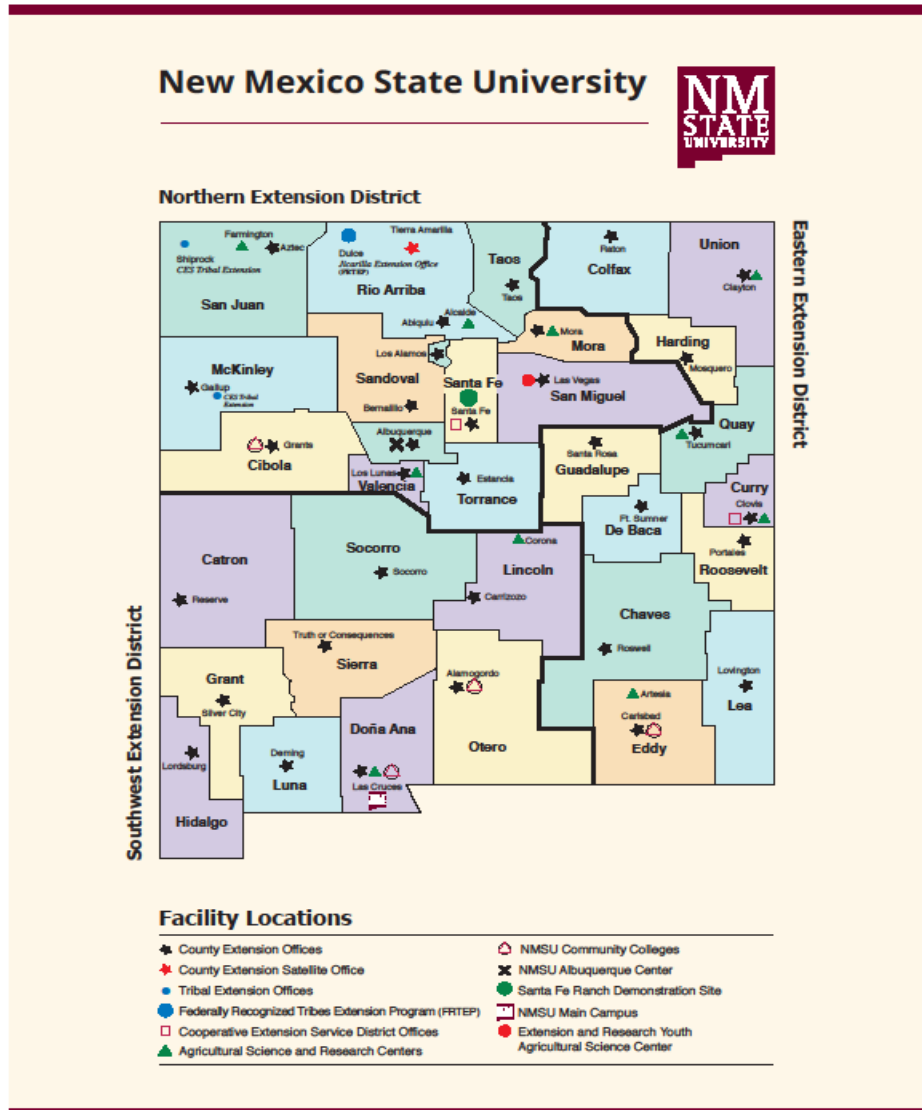 New Mexico State University
NM
STATE
UNIVERSITY
Northern Extension District
Eastern Extension District
Southwest Extension District
Shiprock
CES Tribal Extension
Farmington
Aztec
San Juan
Dulce
Jicarilla Extension Office
(FRTEP)
Tierra Amarilla
Rio Arriba
Abiquiu
Alcalde
Taos
Taos
Raton
Colfax
Union
Clayton
Los Alamos
Mora
Mora
Harding
Mosquero
McKinley
Gallup
CES Tribal
Extension
Sandoval
Bernalillo
Santa Fe
Santa Fe
Las Vegas
San Miguel
Quay
Tucumcari
Grants
Cibola
Albuquerque
Los Lunas
Valencia
Estancia
Torrance
Santa Rosa
Guadalupe
Curry
Clovis
Ft. Sumner
De Baca
Portales
Roosevelt
Catron
Reserve
Socorro
Socorro
Corona
Lincoln
Carrizozo
Chaves
Roswell
Truth or Consequences
Sierra
Grant
Silver City
Alamogordo
Otero
Artesia
Carlsbad
Eddy
Lovington
Lea
Lordsburg
Hidalgo
Deming
Luna
Doña Ana
Las Cruces
Facility Locations
County Extension Offices
County Extension Satellite Office
Tribal Extension Offices
Federally Recognized Tribes Extension Program (FRTEP)
Cooperative Extension Service District Offices
Agricultural Science and Research Centers
NMSU Community Colleges
NMSU Albuquerque Center
Santa Fe Ranch Demonstration Site
NMSU Main Campus
Extension and Research Youth
Agricultural Science Center